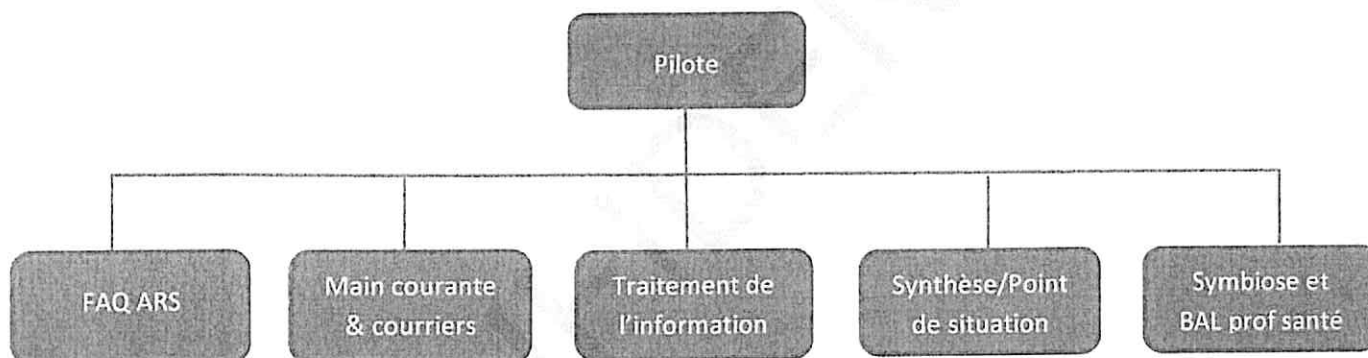 Pilote
FAQ ARS
Main courante
& courriers
Traitement de
l'information
Synthèse/Point
de situation
Symbiose et
BAL prof santé